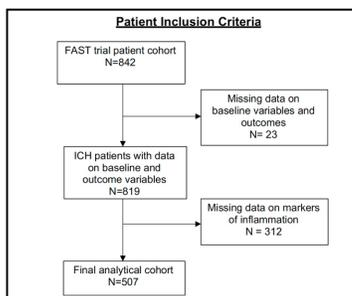 Patient Inclusion Criteria
FAST trial patient cohort
N=842
Missing data on
baseline variables and
outcomes
N= 23
ICH patients with data
on baseline and
outcome variables
N=819
Missing data on markers
of inflammation
N = 312
Final analytical cohort
N=507